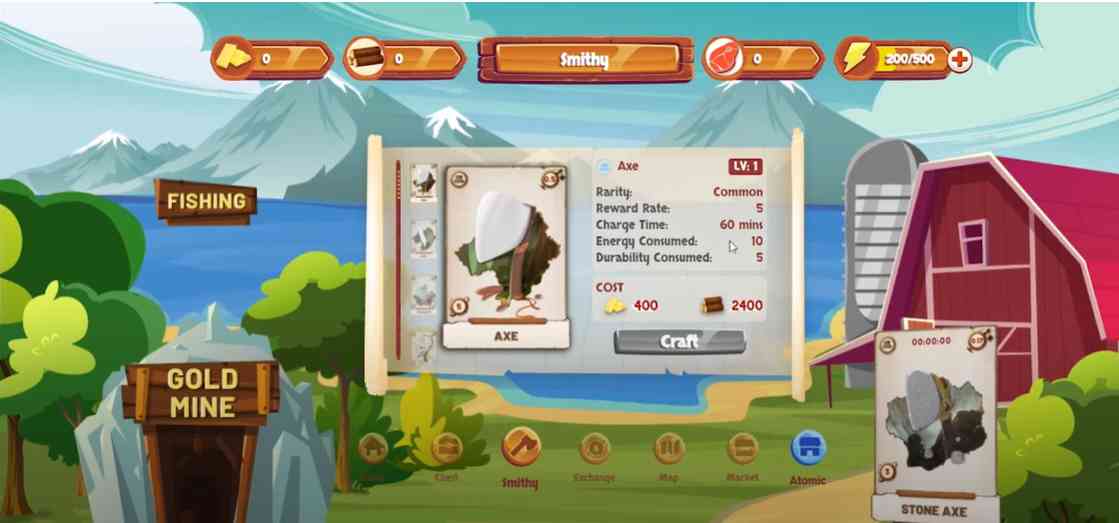 0
0
Smithy
0
200/500
FISHING
Axe
LV: 1
Rarity: Common
Reward Rate: 5
Charge Time: 60 mins
Energy Consumed: 10
Durability Consumed: 5
COST
400
2400
AXE
Craft
GOLD
MINE
00:00:00
STONE AXE
Chest
Smithy
Exchange
Map
Market
Atomic